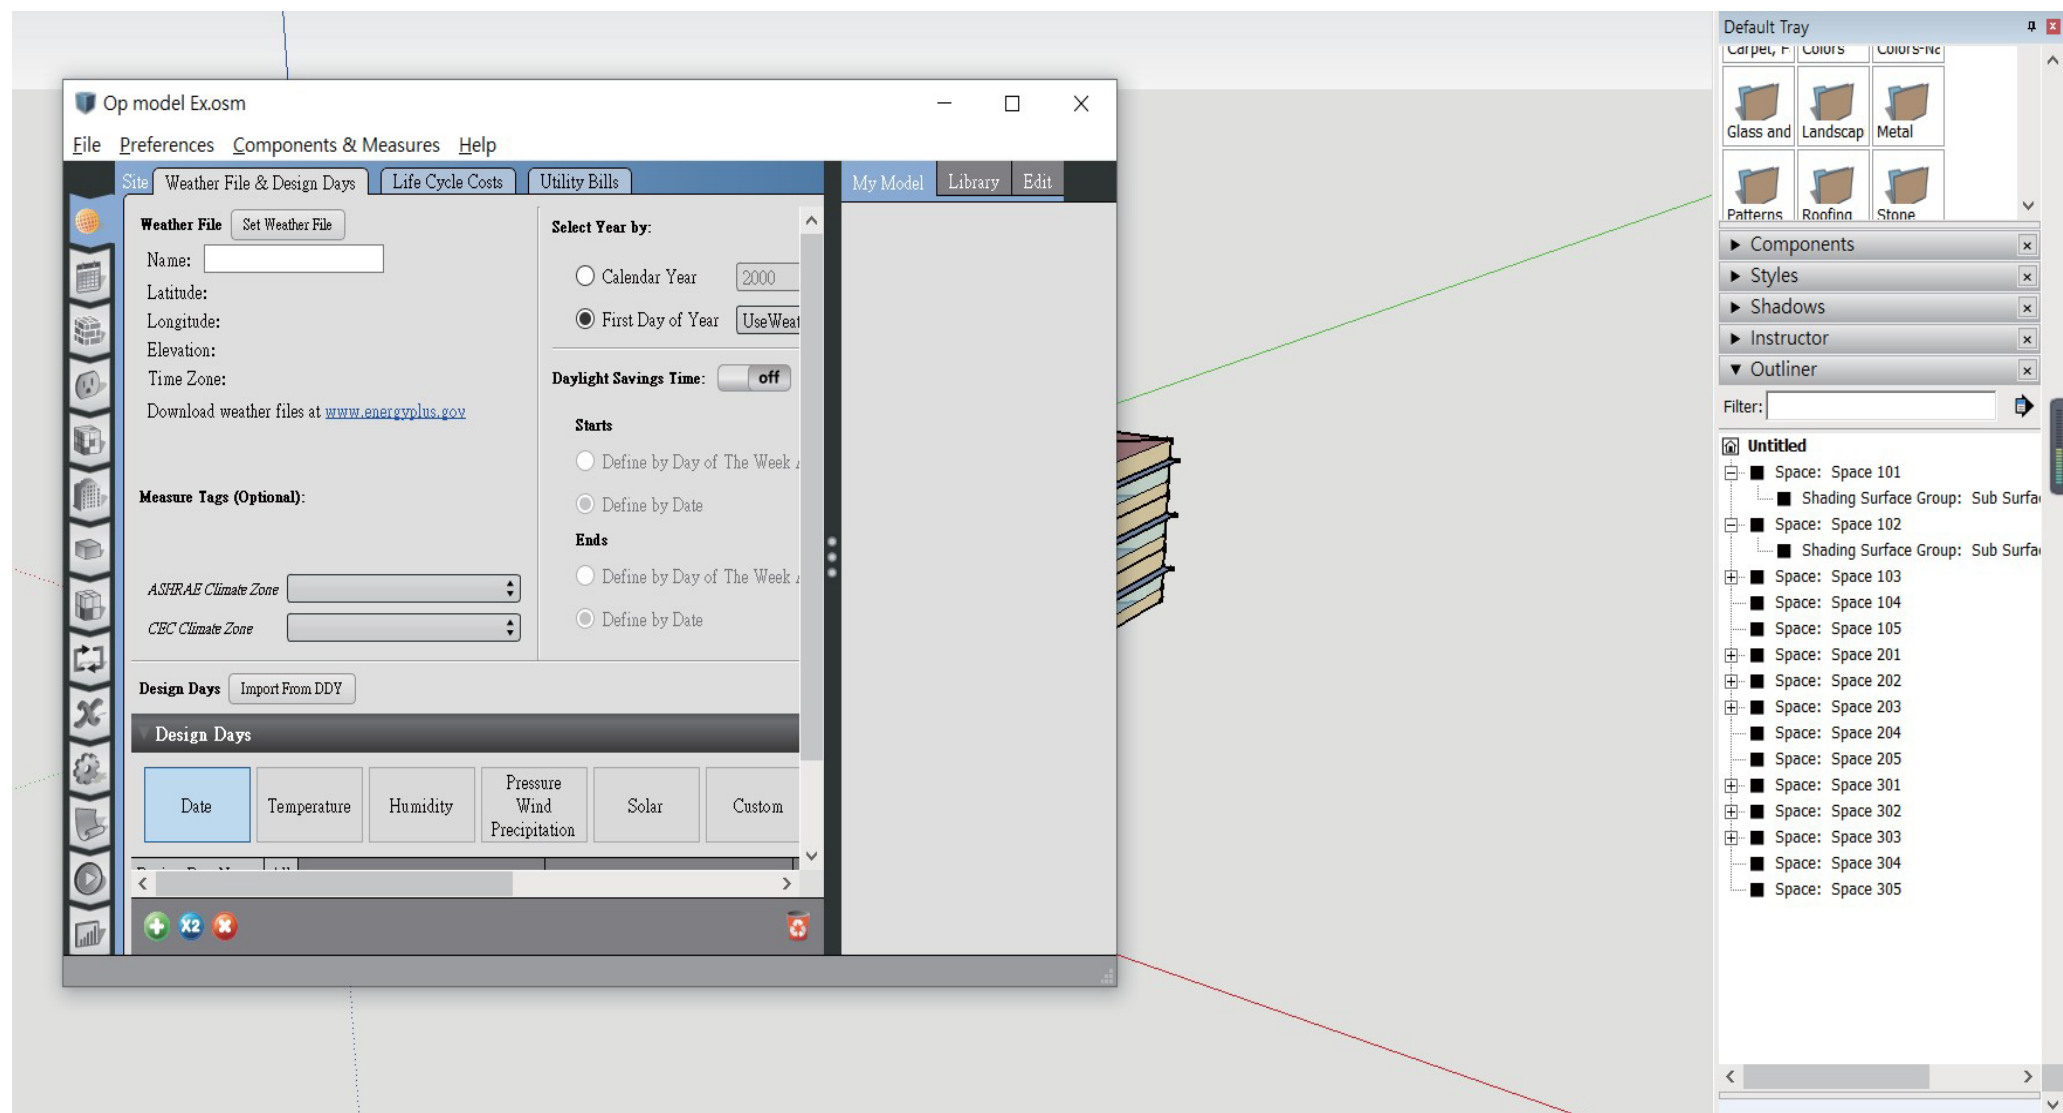 Op model Ex.osm
File Preferences Components & Measures Help
Site Weather File & Design Days Life Cycle Costs Utility Bills
My Model Library Edit
Weather File Set Weather File
Name:
Latitude:
Longitude:
Elevation:
Time Zone:
Download weather files at www.energyplus.gov
Measure Tags (Optional):
ASHRAE Climate Zone
CEC Climate Zone
Select Year by:
Calendar Year 2000
First Day of Year UseWeat
Daylight Savings Time: off
Starts
Define by Day of The Week
Define by Date
Ends
Define by Day of The Week
Define by Date
Design Days Import From DDY
Design Days
Date
Temperature
Humidity
Pressure
Wind
Precipitation
Solar
Custom
X2
Default Tray
Carpet, F Colors Colors-Na
Glass and Landscap Metal
Patterns Roofing Stone
Components
Styles
Shadows
Instructor
Outliner
Filter:
Untitled
Space: Space 101
Shading Surface Group: Sub Surfa
Space: Space 102
Shading Surface Group: Sub Surfa
Space: Space 103
Space: Space 104
Space: Space 105
Space: Space 201
Space: Space 202
Space: Space 203
Space: Space 204
Space: Space 205
Space: Space 301
Space: Space 302
Space: Space 303
Space: Space 304
Space: Space 305